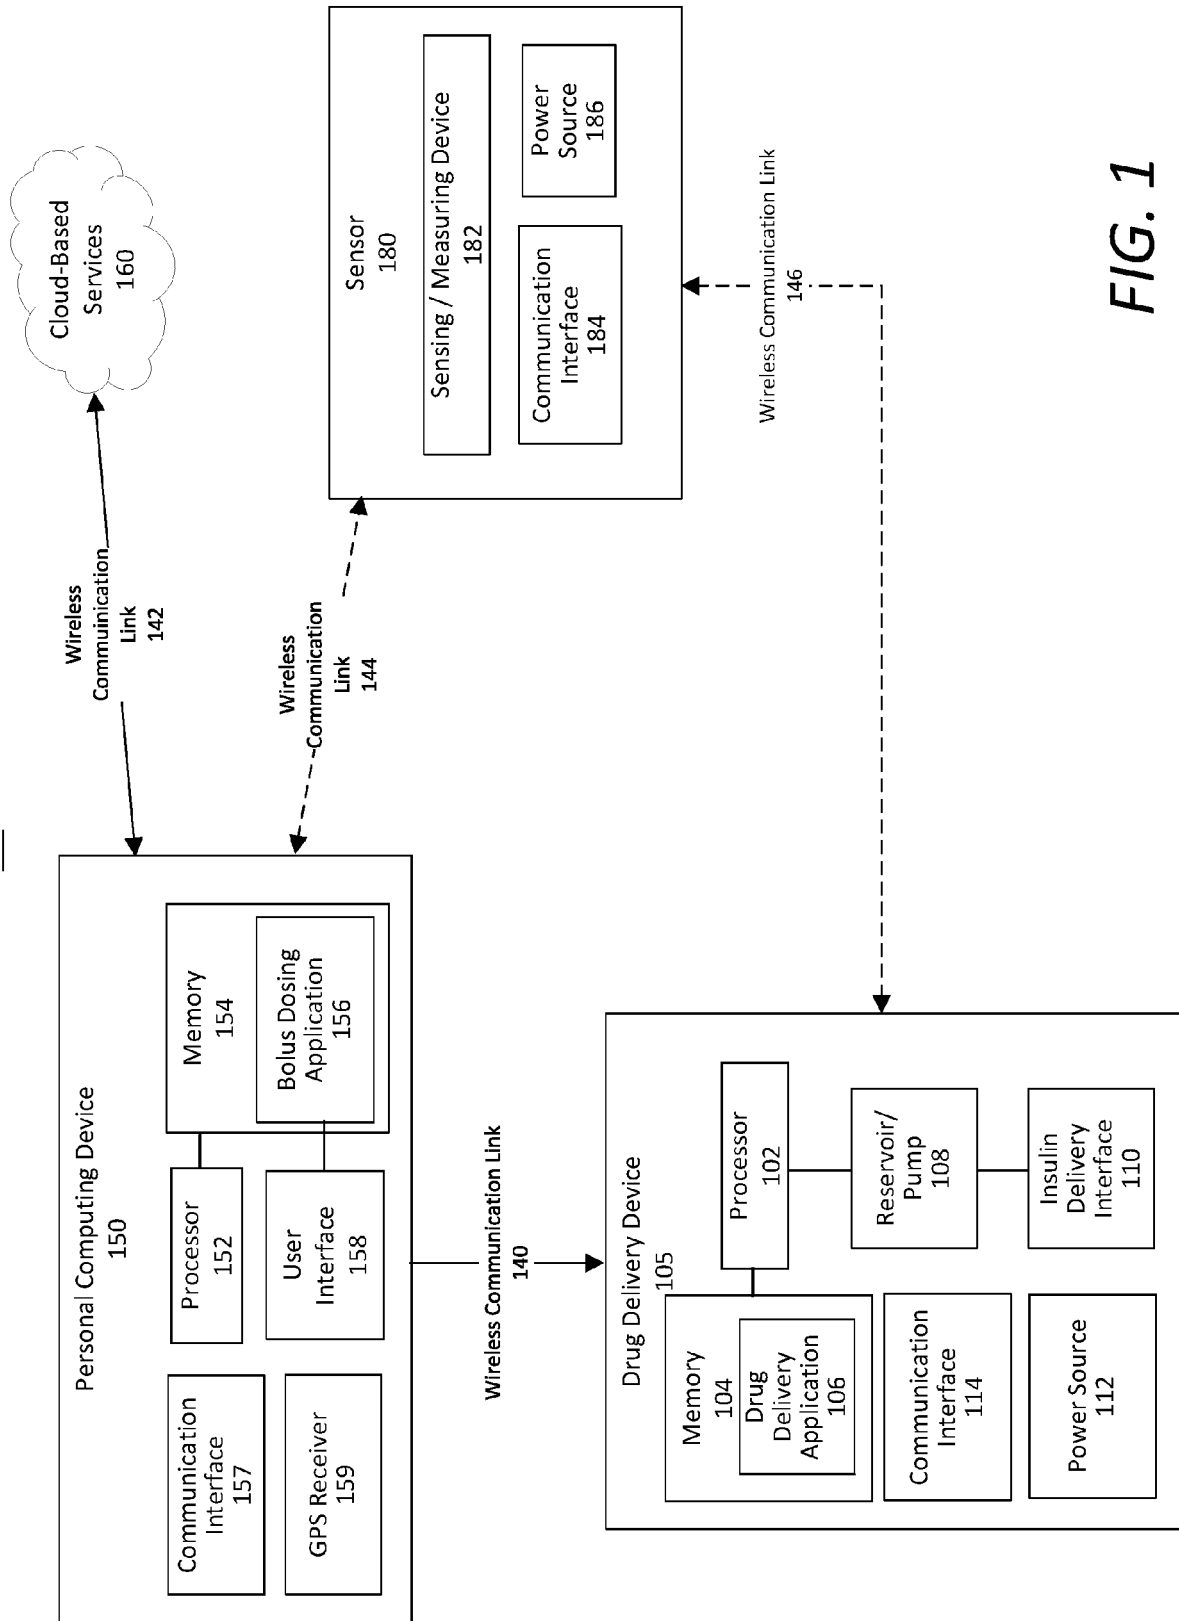 Personal Computing Device
150
Communication
Interface
157
Processor
152
Memory
154
GPS Receiver
159
User
Interface
158
Bolus Dosing
Application
156
Wireless
Commuinication
Link
142
Cloud-Based
Services
160
Wireless
Communication
Link
144
Sensor
180
Sensing / Measuring Device
182
Communication
Interface
184
Power
Source
186
Wireless Communication Link
140
Wireless Communication Link
146
Drug Delivery Device
105
Memory
104
Drug
Delivery
Application
106
Processor
102
Communication
Interface
114
Reservoir/
Pump
108
Power Source
112
Insulin
Delivery
Interface
110
FIG. 1